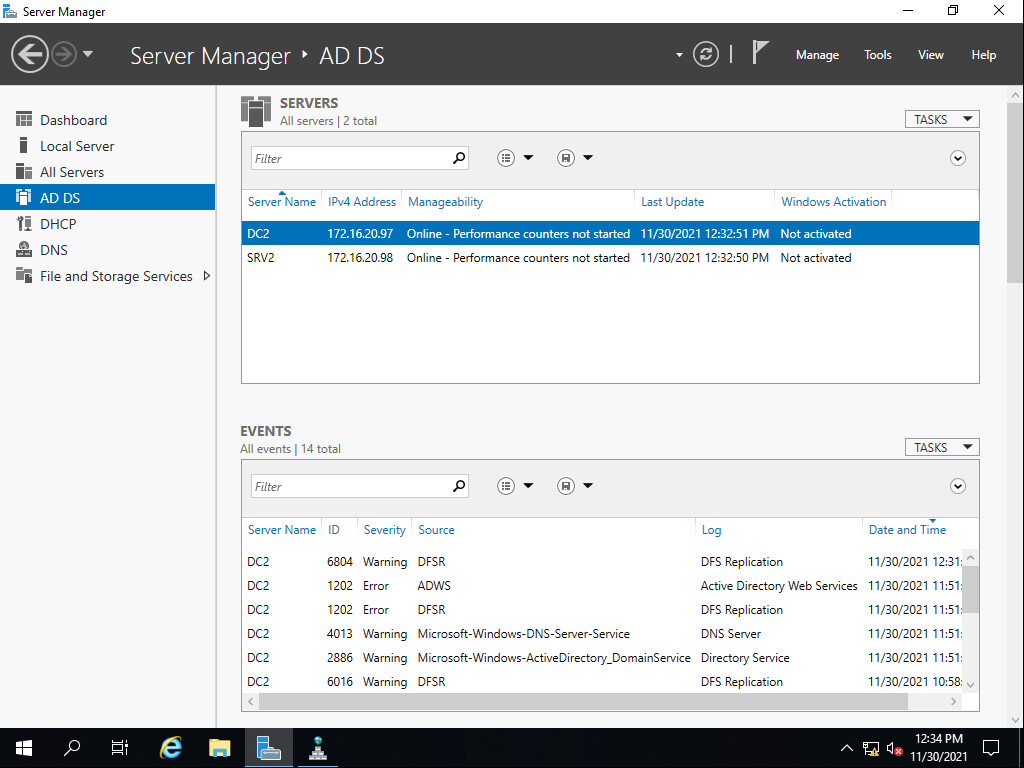 Server Manager
Server Manager AD DS
Manage Tools View Help
Dashboard
Local Server
All Servers
AD DS
DHCP
DNS
File and Storage Services
SERVERS
All servers | 2 total
TASKS
Filter
Server Name IPv4 Address Manageability Last Update Windows Activation
DC2 172.16.20.97 Online - Performance counters not started 11/30/2021 12:32:51 PM Not activated
SRV2 172.16.20.98 Online - Performance counters not started 11/30/2021 12:32:50 PM Not activated
EVENTS
All events | 14 total
TASKS
Filter
Server Name ID Severity Source Log Date and Time
DC2 6804 Warning DFSR DFS Replication 11/30/2021 12:31:
DC2 1202 Error ADWS Active Directory Web Services 11/30/2021 11:51:
DC2 1202 Error DFSR DFS Replication 11/30/2021 11:51:
DC2 4013 Warning Microsoft-Windows-DNS-Server-Service DNS Server 11/30/2021 11:51:
DC2 2886 Warning Microsoft-Windows-ActiveDirectory_DomainService Directory Service 11/30/2021 11:51:
DC2 6016 Warning DFSR DFS Replication 11/30/2021 10:58:
12:34 PM
11/30/2021